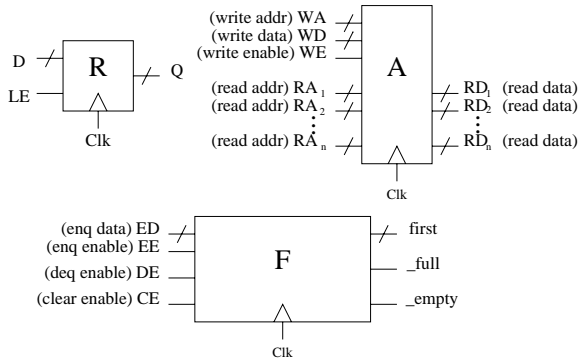 D
LE
R
Q
Clk
(write addr) WA
(write data) WD
(write enable) WE
A
(read addr) RA1
(read addr) RA2
(read addr) RAn
RD1 (read data)
RD2 (read data)
RDn (read data)
Clk
(enq data) ED
(enq enable) EE
(deq enable) DE
(clear enable) CE
F
first
_full
_empty
Clk